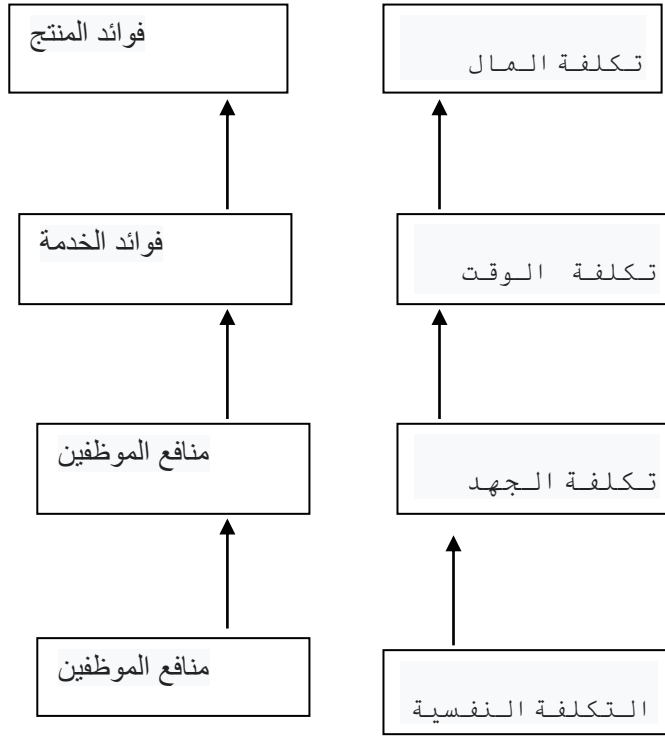 تكلفة المال
فوائد المنتج
تكلفة الوقت
فوائد الخدمة
تكلفة الجهد
منافع الموظفين
التكلفة النفسية
منافع الموظفين